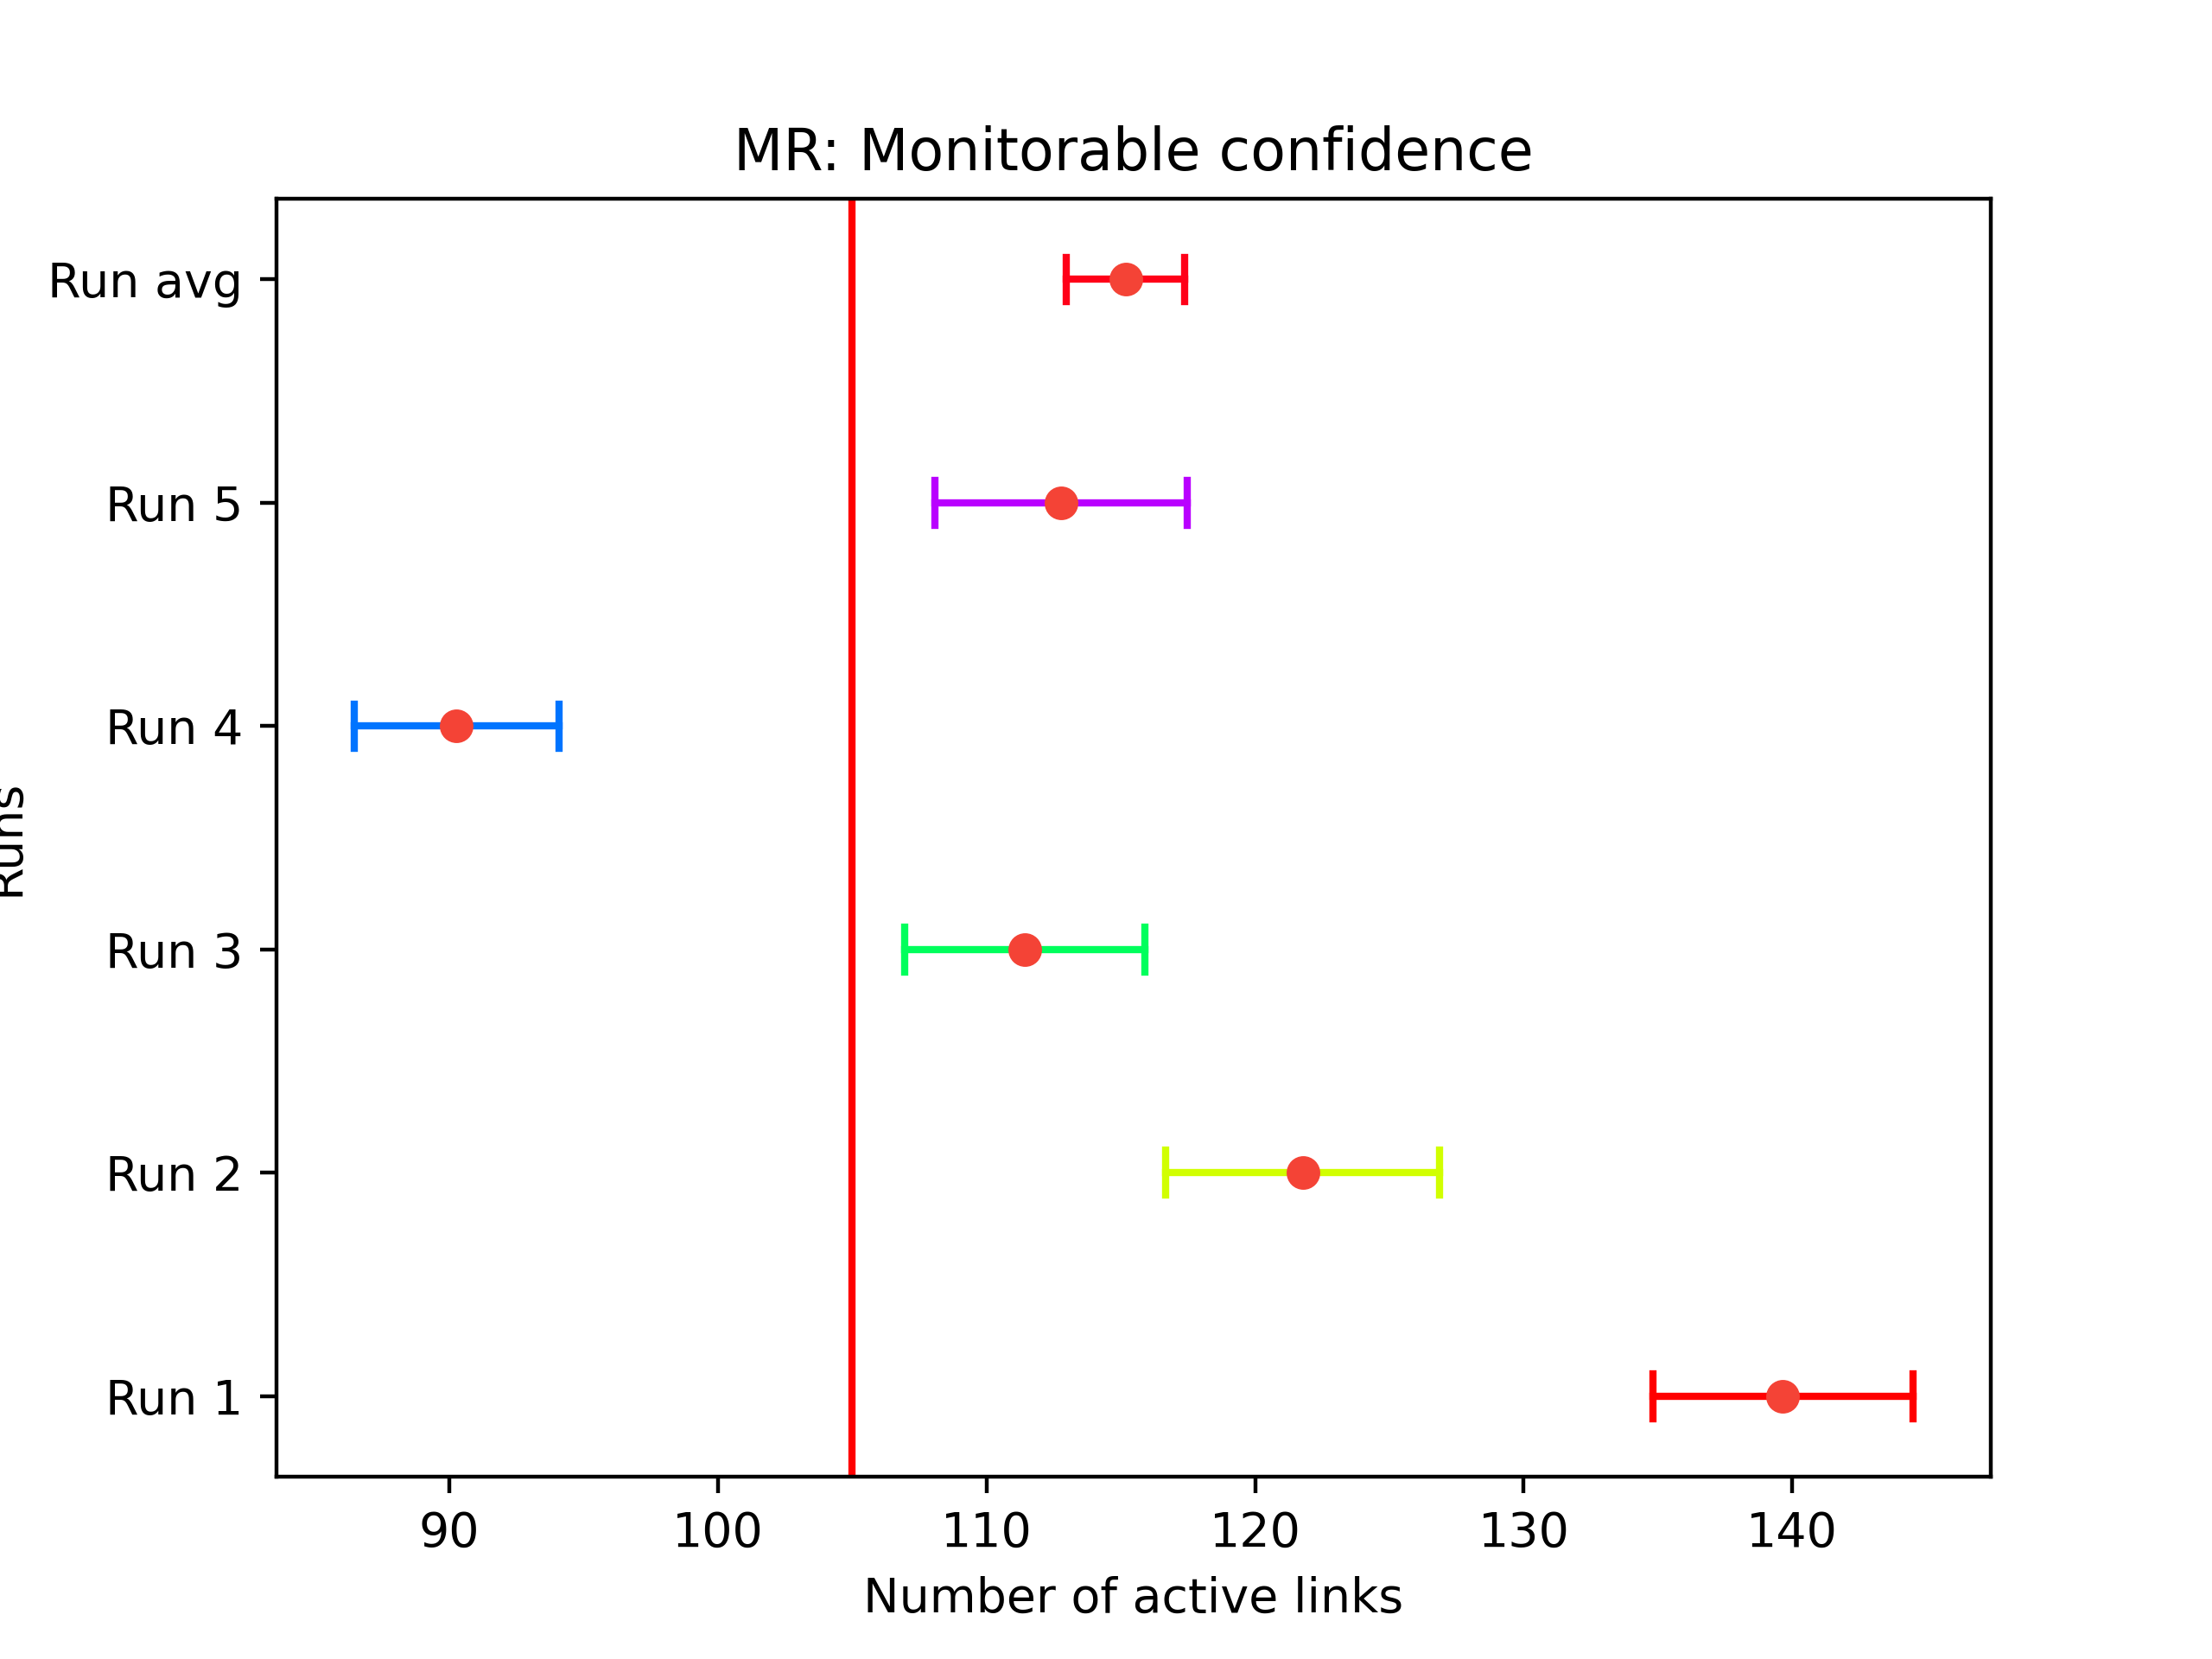 MR: Monitorable confidence
Run avg
Run 5
Run 4
Run 3
Run 2
Run 1
Runs
90 100 110 120 130 140
Number of active links